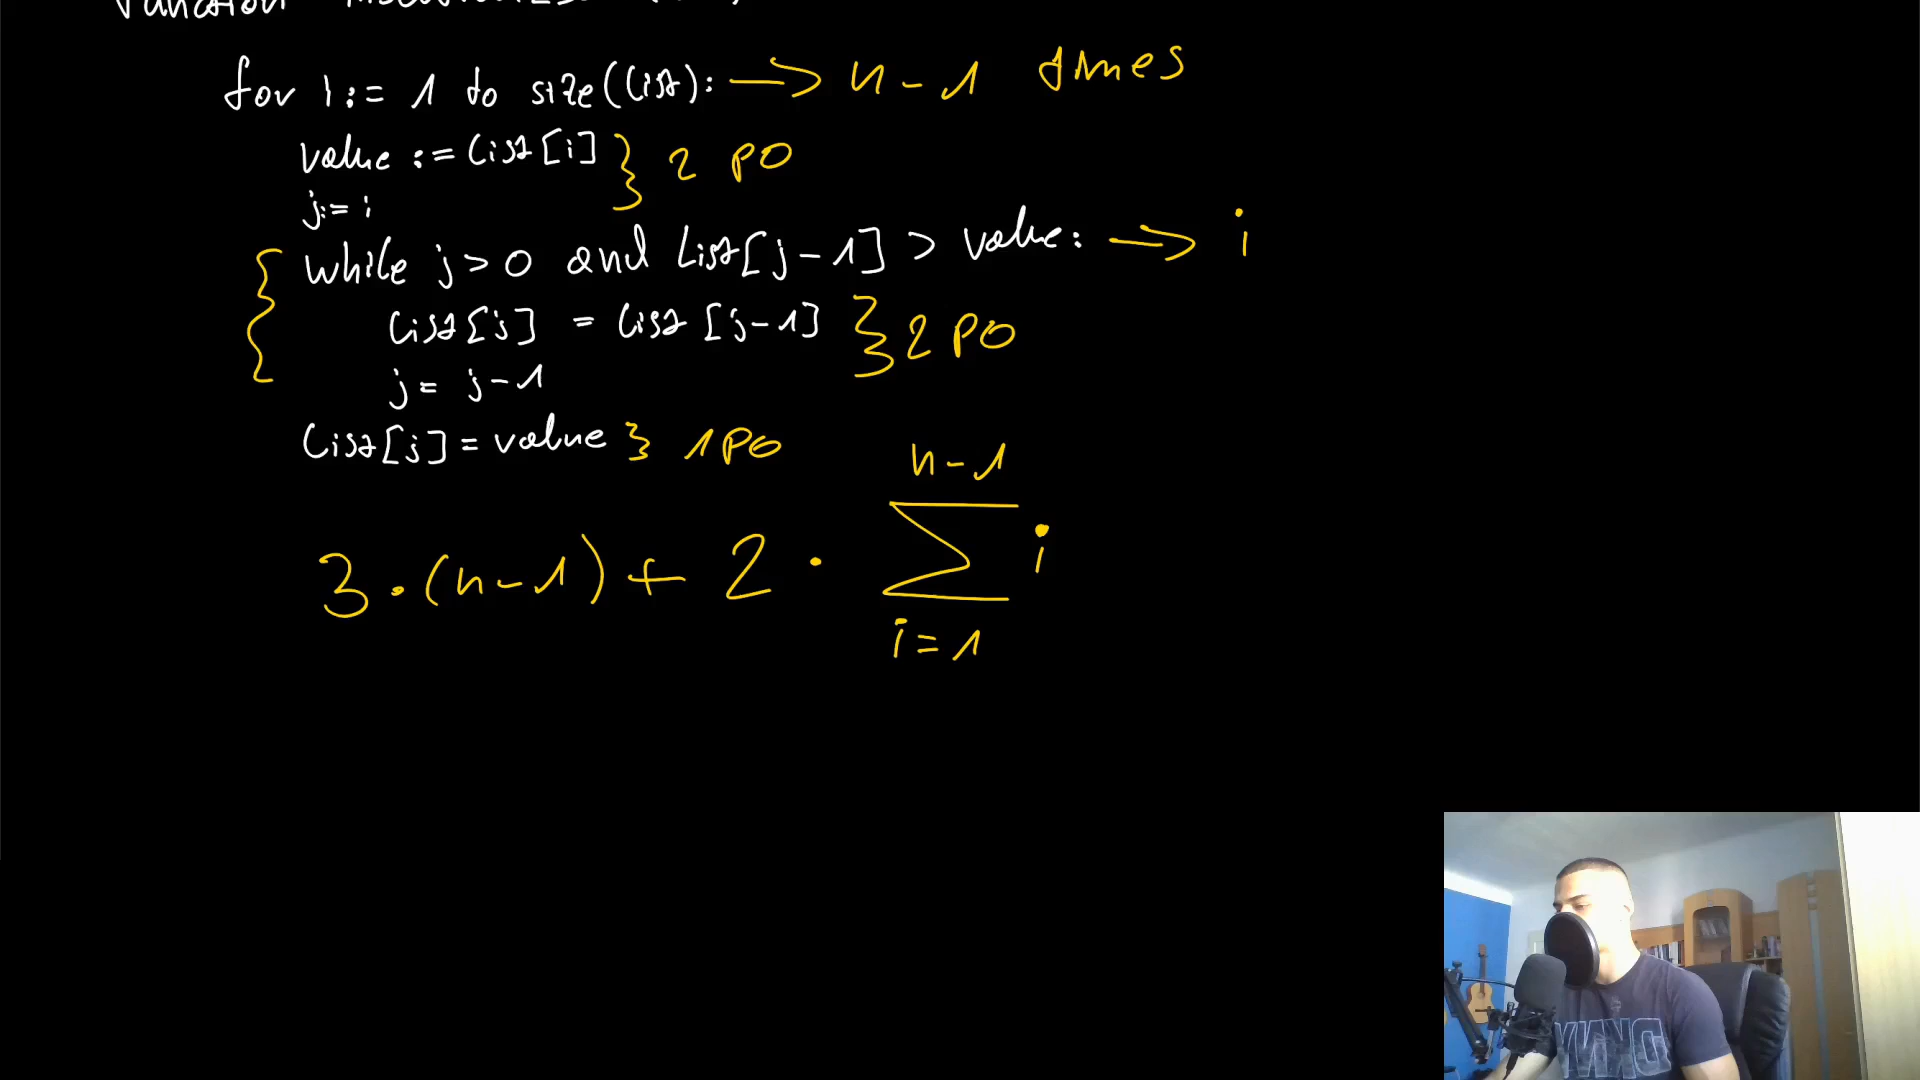 function
for i := 1 to size(list): → n - 1 times
value := list[i] } 2 PO
j := i
while j > 0 and list[j-1] > value: → i
list[j] = list[j-1] } 2 PO
j = j-1
list[j] = value } 1 PO
n-1
3 · (n-1) + 2 · ∑ i
i = 1